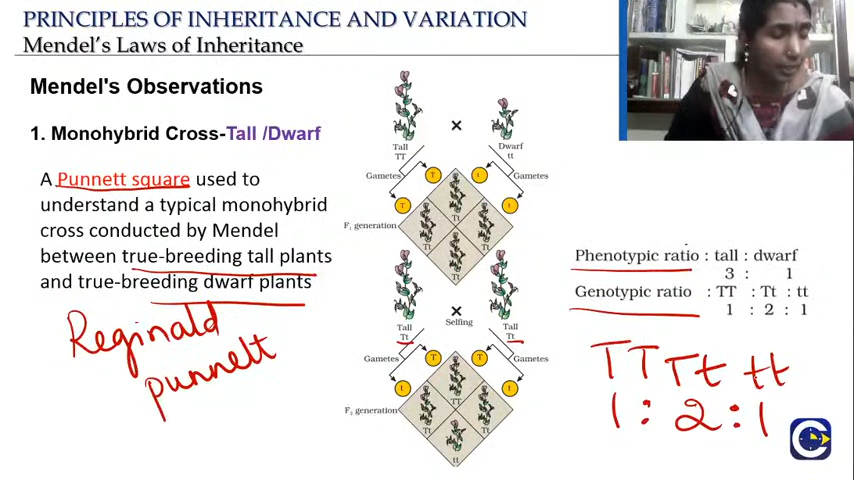 PRINCIPLES OF INHERITANCE AND VARIATION
Mendel's Laws of Inheritance
Mendel's Observations
1. Monohybrid Cross-Tall /Dwarf
A Punnett square used to
understand a typical monohybrid
cross conducted by Mendel
between true-breeding tall plants
and true-breeding dwarf plants
Reginald
punnett
×
Tall
TT
Dwarf
tt
Gametes
T
t
Gametes
T
Tt
t
F₁ generation
Tt
Tt
Tt
×
Selfing
Tall
Tt
Tall
Tt
Gametes
T
T
Gametes
t
TT
t
F₂ generation
Tt
Tt
tt
Phenotypic ratio : tall : dwarf
3 : 1
Genotypic ratio : TT : Tt : tt
1 : 2 : 1
TT Tt tt
1 : 2 : 1